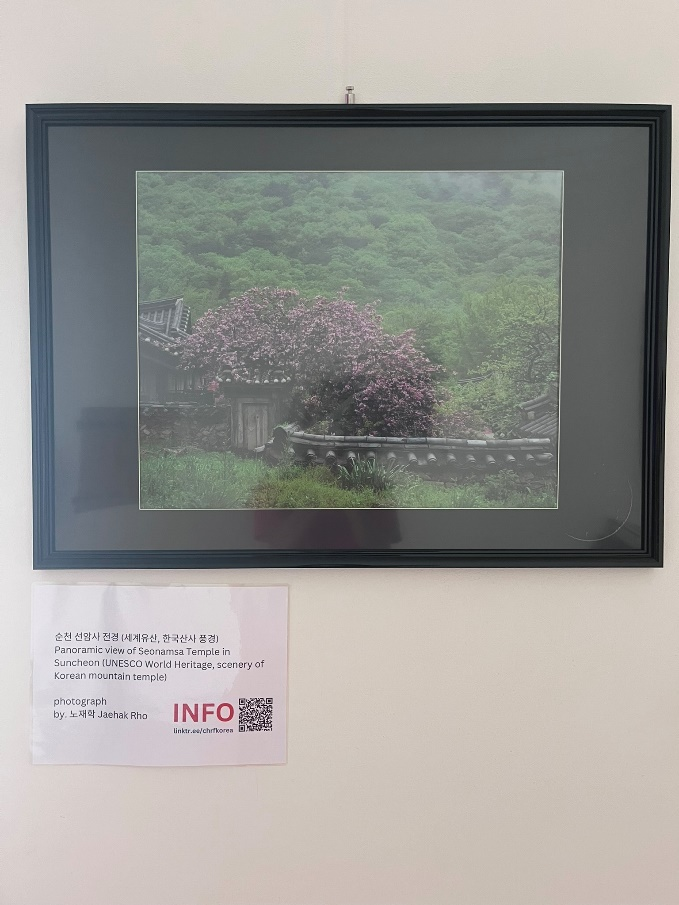 순천 선암사 전경 (세계유산, 한국산사 풍경)
Panoramic view of Seonamsa Temple in
Suncheon (UNESCO World Heritage, scenery of
Korean mountain temple)
photograph
by. 노재학 Jaehak Rho
INFO
linktr.ee/chrfkorea